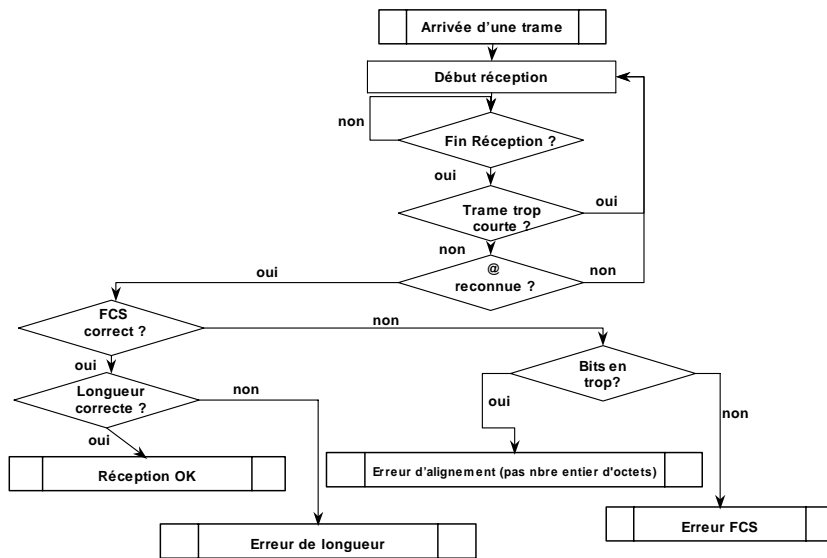 Arrivée d'une trame
Début réception
non
Fin Réception ?
oui
Trame trop
courte ?
oui
non
@
reconnue ?
oui
non
FCS
correct ?
non
oui
Bits en
trop?
Longueur
correcte ?
non
oui
non
oui
Réception OK
Erreur d'alignement (pas nbre entier d'octets)
Erreur FCS
Erreur de longueur